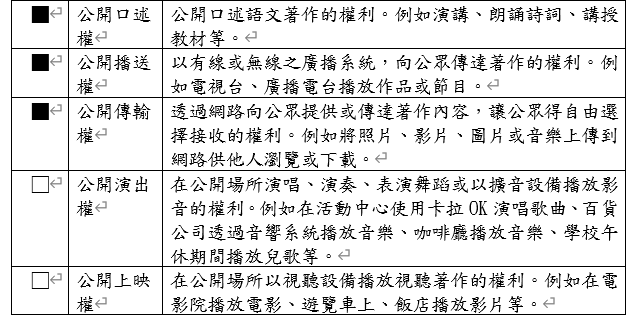 ■ 公開口述權 公開口述語文著作的權利。例如演講、朗誦詩詞、講授
教材等。
■ 公開播送權 以有線或無線之廣播系統，向公眾傳達著作的權利。例
如電視台、廣播電台播放作品或節目。
■ 公開傳輸權 透過網路向公眾提供或傳達著作內容，讓公眾得自由選
擇接收的權利。例如將照片、影片、圖片或音樂上傳到
網路供他人瀏覽或下載。
□ 公開演出權 在公開場所演唱、演奏、表演舞蹈或以擴音設備播放影
音的權利。例如在活動中心使用卡拉OK演唱歌曲、百貨
公司透過音響系統播放音樂、咖啡廳播放音樂、學校午
休期間播放兒歌等。
□ 公開上映權 在公開場所以視聽設備播放視聽著作的權利。例如在電
影院播放電影、遊覽車上、飯店播放影片等。